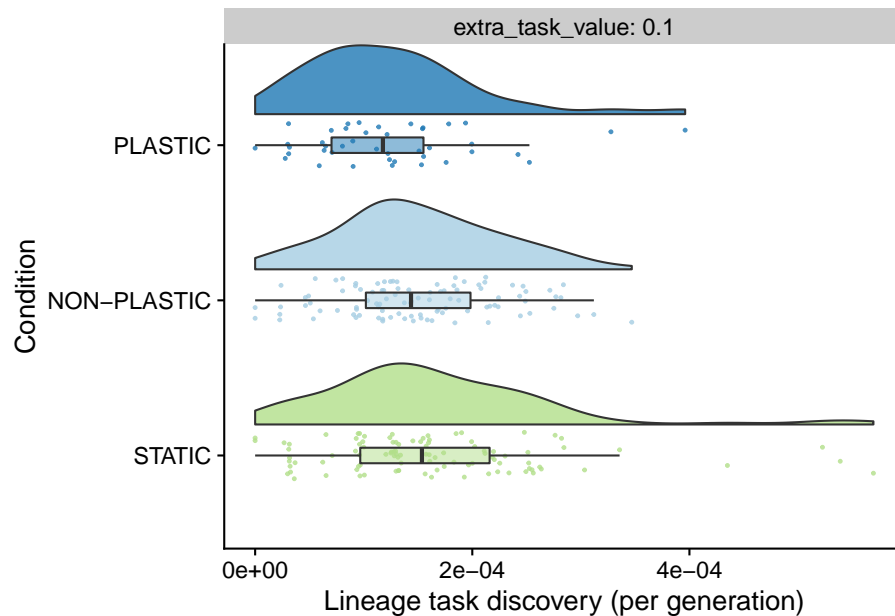 extra_task_value: 0.1
Condition
PLASTIC
NON−PLASTIC
STATIC
0e+00 2e−04 4e−04
Lineage task discovery (per generation)